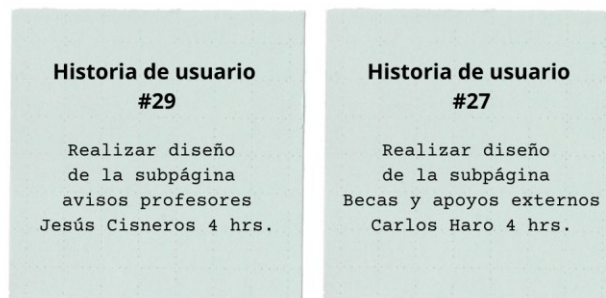 Historia de usuario
#29
Realizar diseño
de la subpágina
avisos profesores
Jesús Cisneros 4 hrs.
Historia de usuario
#27
Realizar diseño
de la subpágina
Becas y apoyos externos
Carlos Haro 4 hrs.